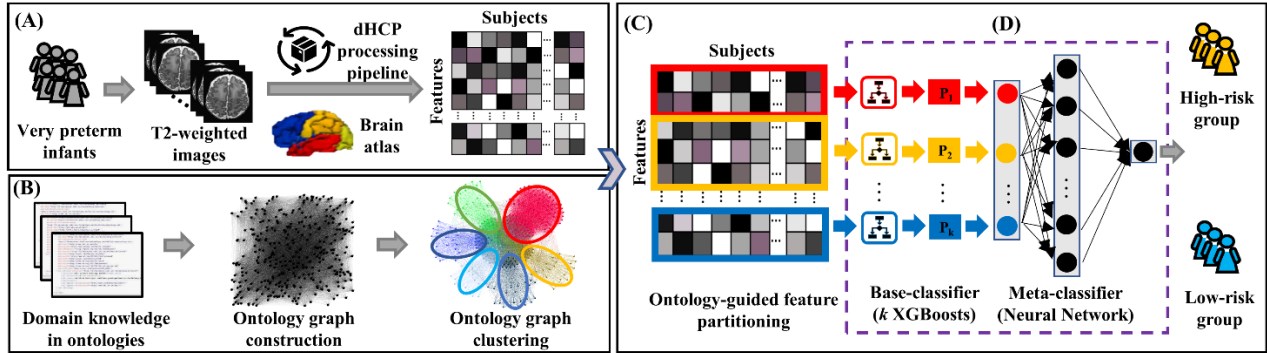 (A)
Very preterm
infants
T2-weighted
images
dHCP
processing
pipeline
Brain
atlas
Subjects
Features
(B)
Domain knowledge
in ontologies
Ontology graph
construction
Ontology graph
clustering
(C)
Subjects
Features
Ontology-guided feature
partitioning
(D)
P1
P2
Pk
Base-classifier
(k XGBoosts)
Meta-classifier
(Neural Network)
High-risk
group
Low-risk
group